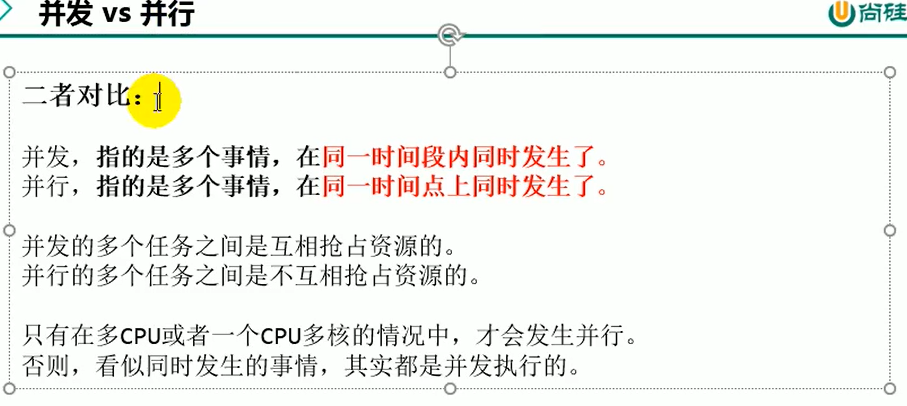 并发 vs 并行
尚硅
二者对比：
并发，指的是多个事情，在同一时间段内同时发生了。
并行，指的是多个事情，在同一时间点上同时发生了。
并发的多个任务之间是互相抢占资源的。
并行的多个任务之间是不互相抢占资源的。
只有在多CPU或者一个CPU多核的情况中，才会发生并行。
否则，看似同时发生的事情，其实都是并发执行的。